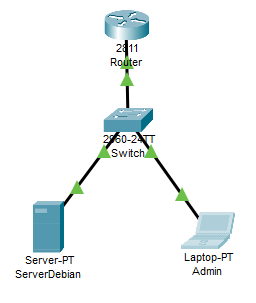 2811
Router
2960-24TT
Switch
Server-PT
ServerDebian
Laptop-PT
Admin